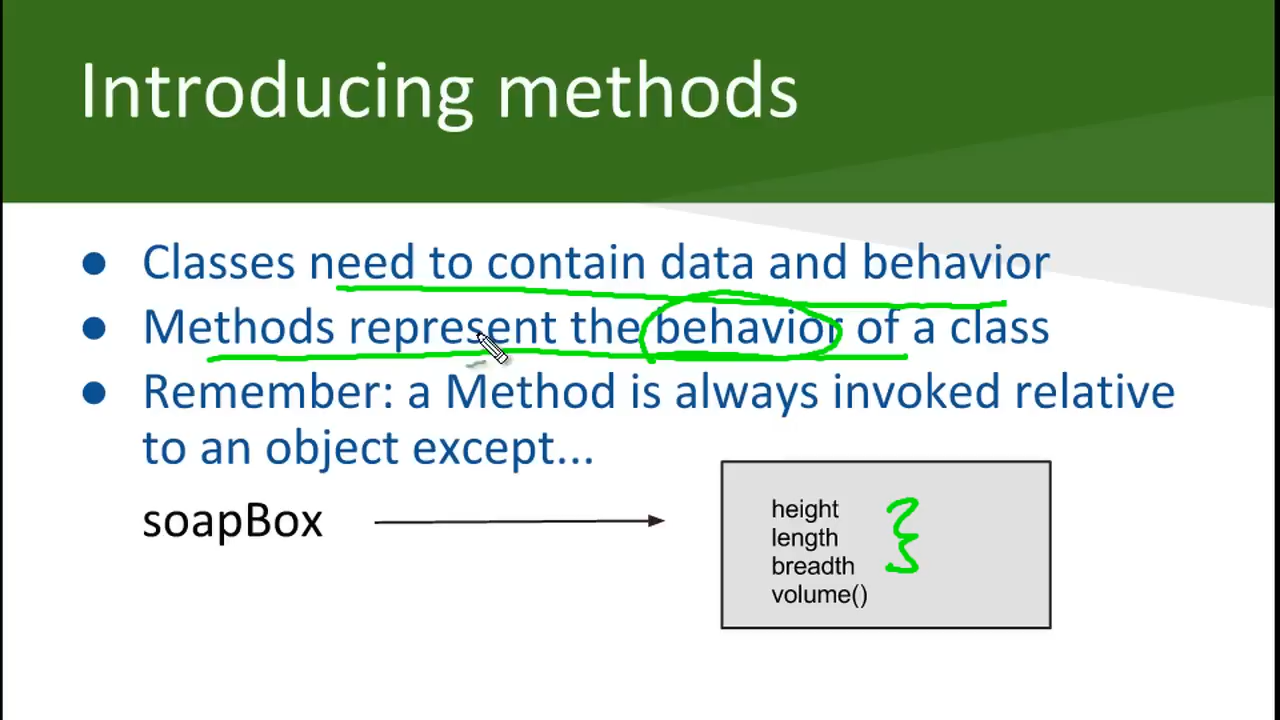 Introducing methods
● Classes need to contain data and behavior
● Methods represent the behavior of a class
● Remember: a Method is always invoked relative
to an object except...
soapBox
height
length
breadth
volume()